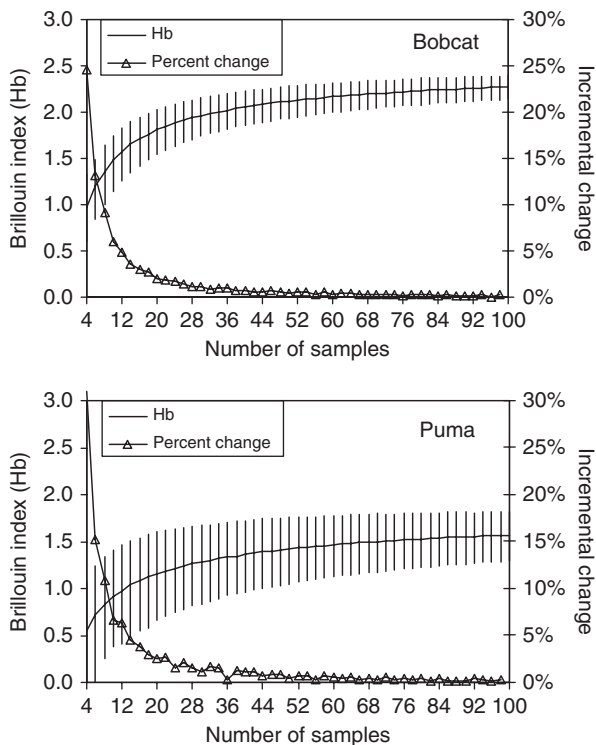 Bobcat
Hb
Percent change
Brillouin index (Hb)
3.0
2.5
2.0
1.5
1.0
0.5
0.0
30%
25%
20%
15%
10%
5%
0%
Incremental change
4 12 20 28 36 44 52 60 68 76 84 92 100
Number of samples
Puma
Hb
Percent change
Brillouin index (Hb)
3.0
2.5
2.0
1.5
1.0
0.5
0.0
30%
25%
20%
15%
10%
5%
0%
Incremental change
4 12 20 28 36 44 52 60 68 76 84 92 100
Number of samples